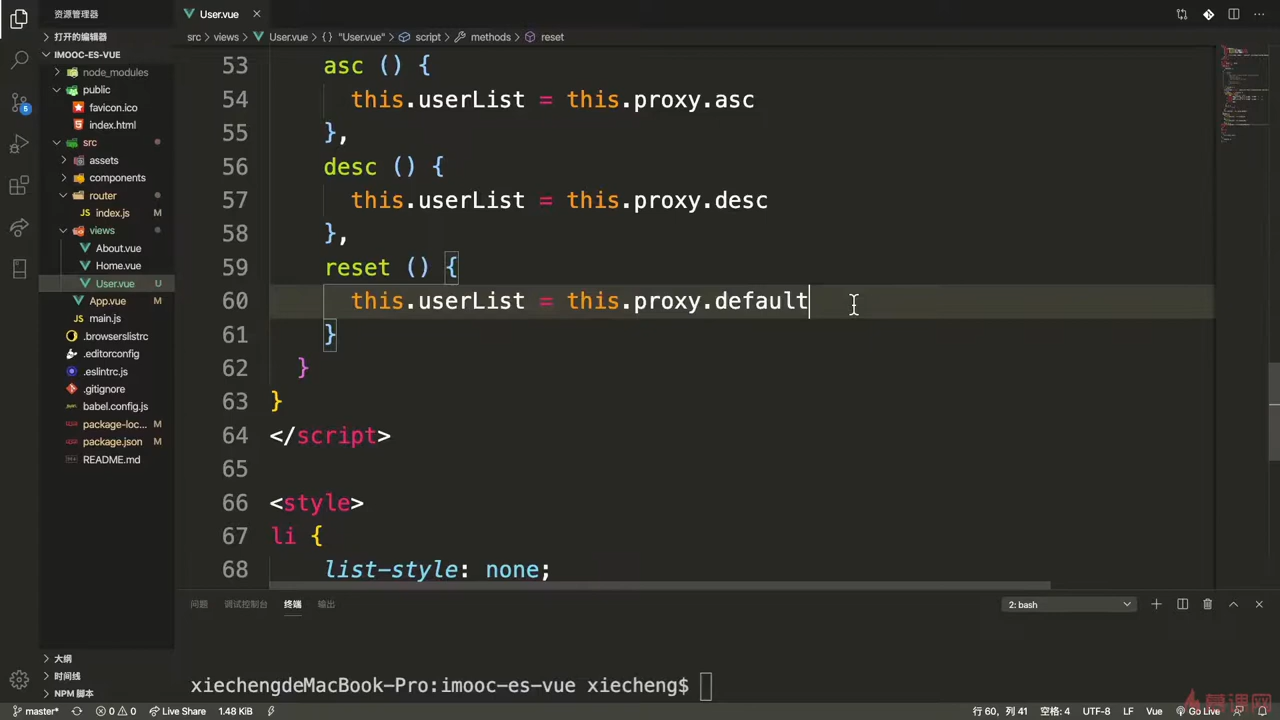 资源管理器
User.vue
打开的编辑器
IMOOC-ES-VUE
src > views > User.vue > {} "User.vue" > script > methods > reset
node_modules
public
favicon.ico
index.html
src
assets
components
router
index.js M
views
About.vue
Home.vue
User.vue U
App.vue
main.js
.browserslistrc
.editorconfig
.eslintrc.js
.gitignore
babel.config.js
package-loc... M
package.json M
README.md
大纲
时间线
NPM 脚本
53 asc () {
54 this.userList = this.proxy.asc
55 },
56 desc () {
57 this.userList = this.proxy.desc
58 },
59 reset () {
60 this.userList = this.proxy.default
61 }
62 }
63 }
64 </script>
65
66 <style>
67 li {
68 list-style: none;
问题 调试控制台 终端 输出 2: bash
xiechengdeMacBook-Pro:imooc-es-vue xiecheng$
master* 0 0 Live Share 1.48 KiB 行 60, 列 41 空格: 4 UTF-8 LF Vue Go Live
慕课网
5